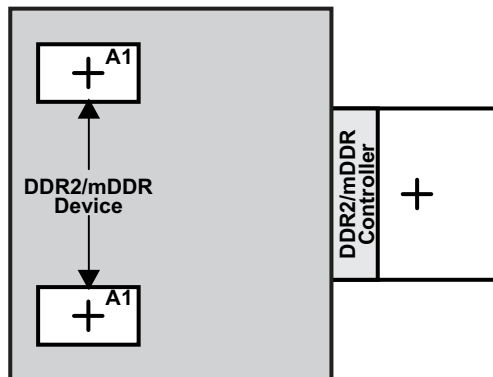 A1
DDR2/mDDR
Device
A1
DDR2/mDDR
Controller